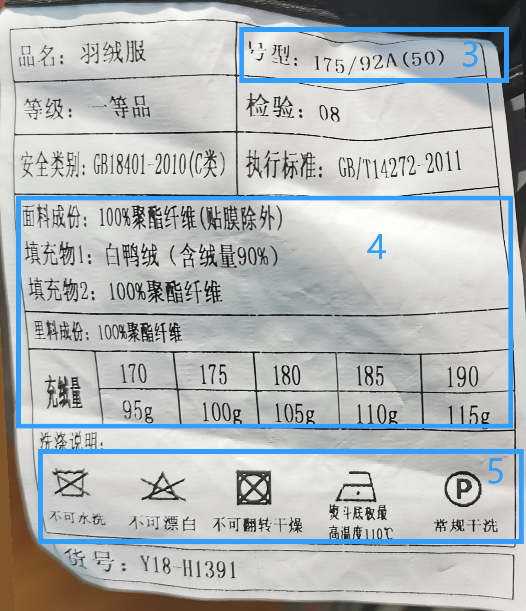 品名：羽绒服 号型：175/92A(50) 3
等级：一等品 检验：08
安全类别：GB18401-2010(C类) 执行标准：GB/T14272-2011
面料成份：100%聚酯纤维(贴膜除外)
填充物1：白鸭绒（含绒量90%）
填充物2：100%聚酯纤维
4
里料成份：100%聚酯纤维
充绒量 170 175 180 185 190
95g 100g 105g 110g 115g
洗涤说明：
5
P
不可水洗 不可漂白 不可翻转干燥 熨斗底板最高温度110℃ 常规干洗
货号：Y18-H1391